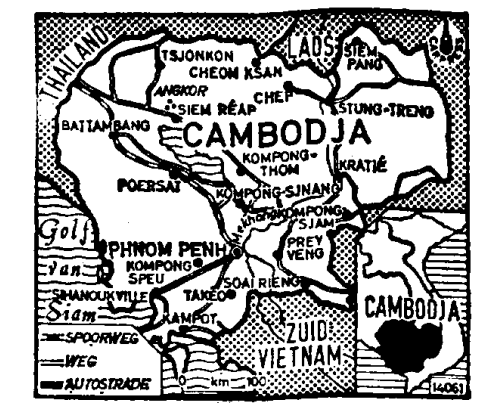 THAILAND
LAOS
TSJONKON
CHEOM KSAN
SIEM
PANG
ANGKOR
CHEP
SIEM RÉAP
STUNG-TRENG
BATTAMBANG
CAMBODJA
KOMPONG-
THOM
KRATIÉ
POERSAT
KOMPONG-SJNANG
Mekhong
KOMPONG
SJAM
Golf
van
Siam
PHNOM PENH
PREY
VENG
KOMPONG
SPEU
SOAI RIENG
SIHANOUKVILLE
TAKEO
KAMPOT
ZUID
VIETNAM
CAMBODJA
SPOORWEG
WEG
AUTOSTRADE
0 km 100
14061